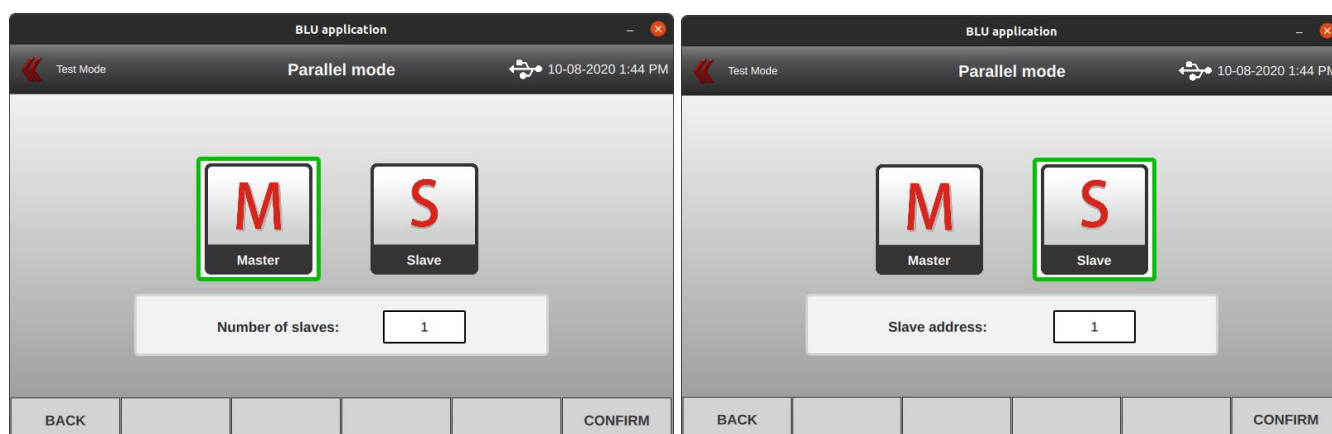 BLU application
Test Mode
Parallel mode
10-08-2020 1:44 PM
M
S
Master
Slave
Number of slaves:
1
BACK
CONFIRM
BLU application
Test Mode
Parallel mode
10-08-2020 1:44 PM
M
S
Master
Slave
Slave address:
1
BACK
CONFIRM